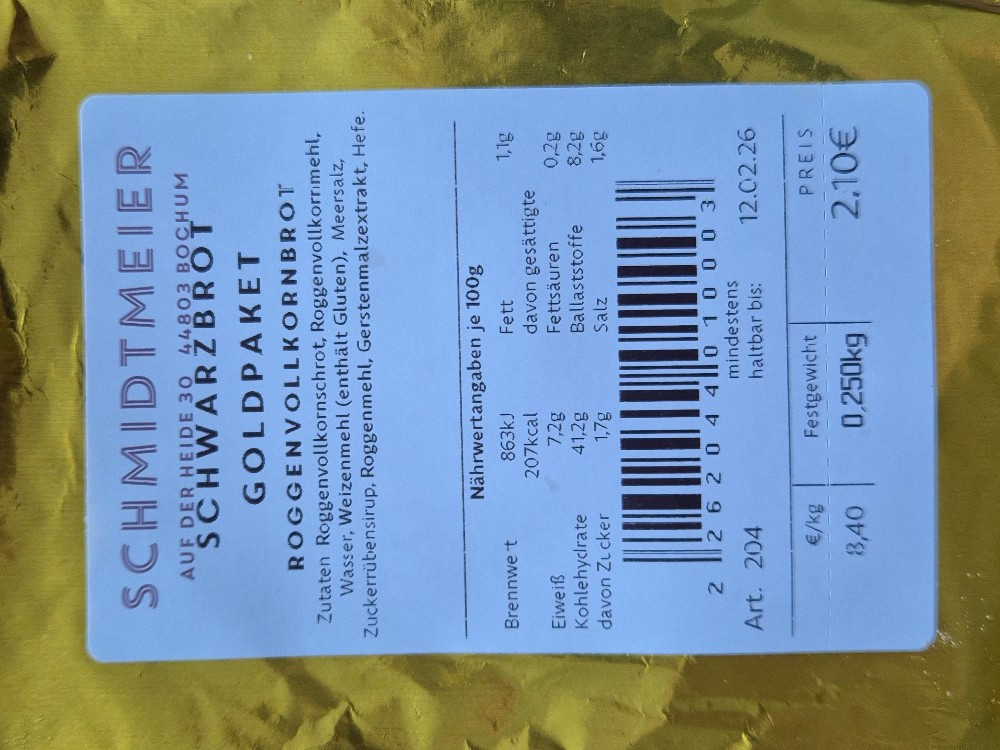 SCHMIDTMEIER
AUF DER HEIDE 30 44803 BOCHUM
SCHWARZBROT
GOLDPAKET
ROGGENVOLLKORNBROT
Zutaten Roggenvollkornschrot, Roggenvollkornmehl,
Wasser, Weizenmehl (enthält Gluten), Meersalz,
Zuckerrübensirup, Roggenmehl, Gerstenmalzextrakt, Hefe.
Nährwertangaben je 100g
Brennwert 863kJ Fett 1,1g
207kcal davon gesättigte
Eiweiß 7,2g Fettsäuren 0,2g
Kohlehydrate 41,2g Ballaststoffe 8,2g
davon Zucker 1,7g Salz 1,6g
2 262044 010003
mindestens
Art. 204 haltbar bis: 12.02.26
€/kg Festgewicht PREIS
8,40 0,250kg 2.10€